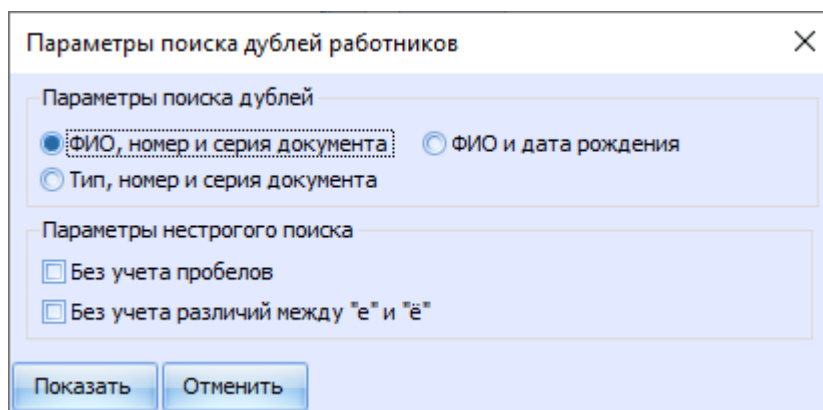 Параметры поиска дублей работников
Параметры поиска дублей
ФИО, номер и серия документа ФИО и дата рождения
Тип, номер и серия документа
Параметры нестрогого поиска
Без учета пробелов
Без учета различий между "е" и "ё"
Показать Отменить